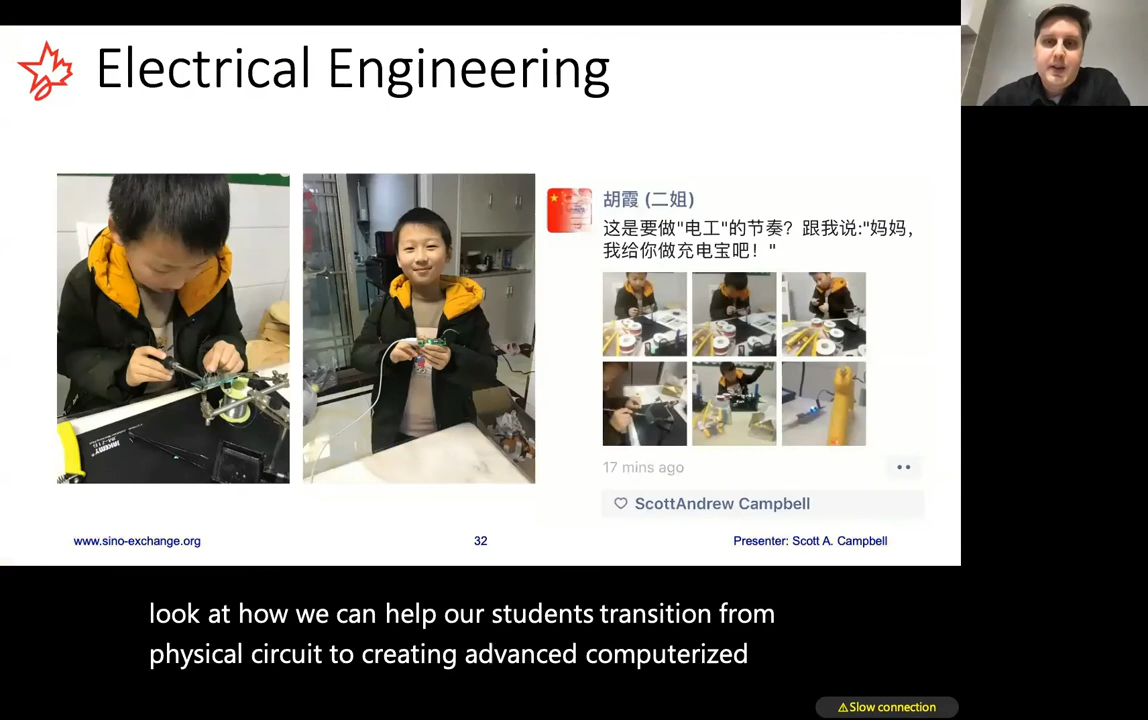 Electrical Engineering
胡霞 (二姐)
这是要做"电工"的节奏？跟我说:"妈妈，
我给你做充电宝吧！"
17 mins ago
ScottAndrew Campbell
www.sino-exchange.org
32
Presenter: Scott A. Campbell
look at how we can help our students transition from
physical circuit to creating advanced computerized
⚠Slow connection